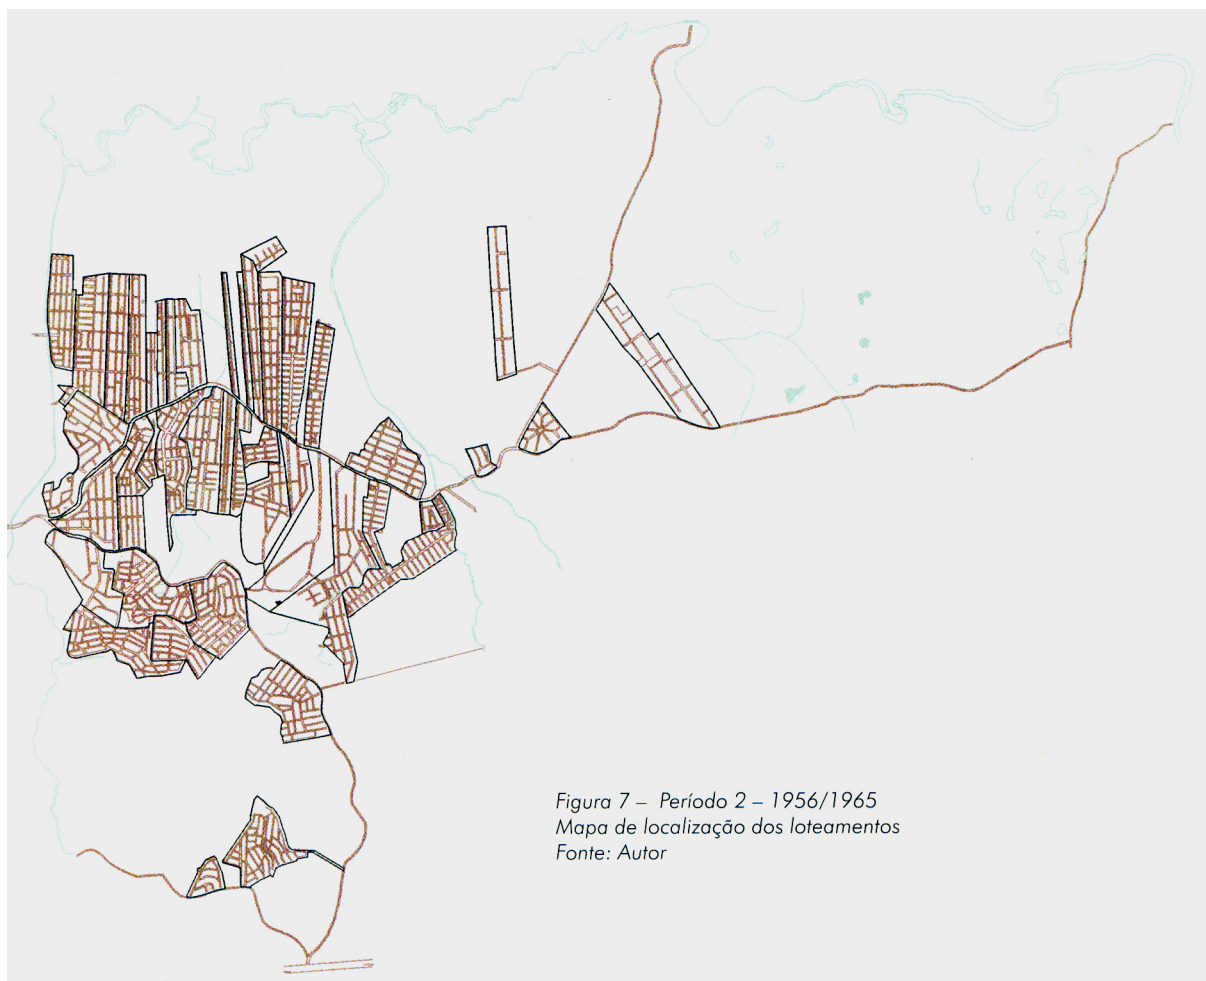 Figura 7 – Período 2 – 1956/1965
Mapa de localização dos loteamentos
Fonte: Autor